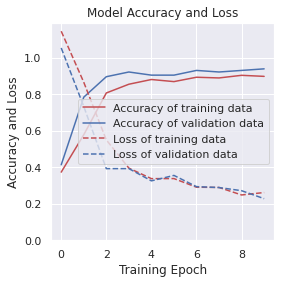 Model Accuracy and Loss
Accuracy and Loss
1.0
0.8
0.6
0.4
0.2
0.0
Accuracy of training data
Accuracy of validation data
Loss of training data
Loss of validation data
0 2 4 6 8
Training Epoch